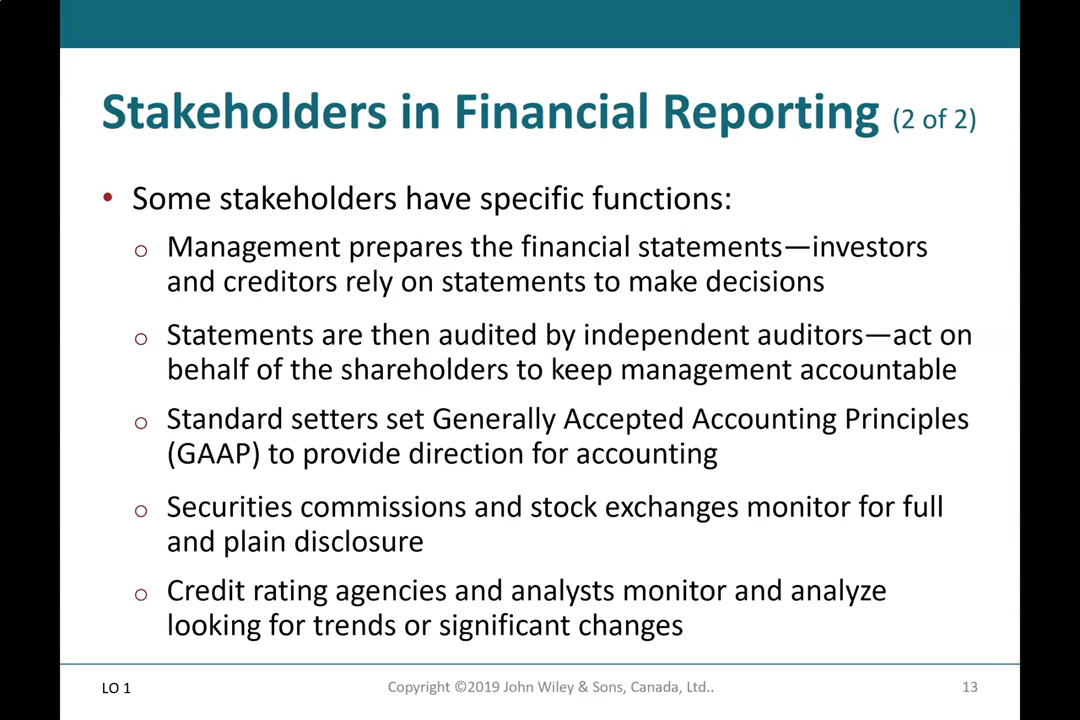 Stakeholders in Financial Reporting (2 of 2)
• Some stakeholders have specific functions:
o Management prepares the financial statements—investors
and creditors rely on statements to make decisions
o Statements are then audited by independent auditors—act on
behalf of the shareholders to keep management accountable
o Standard setters set Generally Accepted Accounting Principles
(GAAP) to provide direction for accounting
o Securities commissions and stock exchanges monitor for full
and plain disclosure
o Credit rating agencies and analysts monitor and analyze
looking for trends or significant changes
LO 1 Copyright ©2019 John Wiley & Sons, Canada, Ltd.. 13